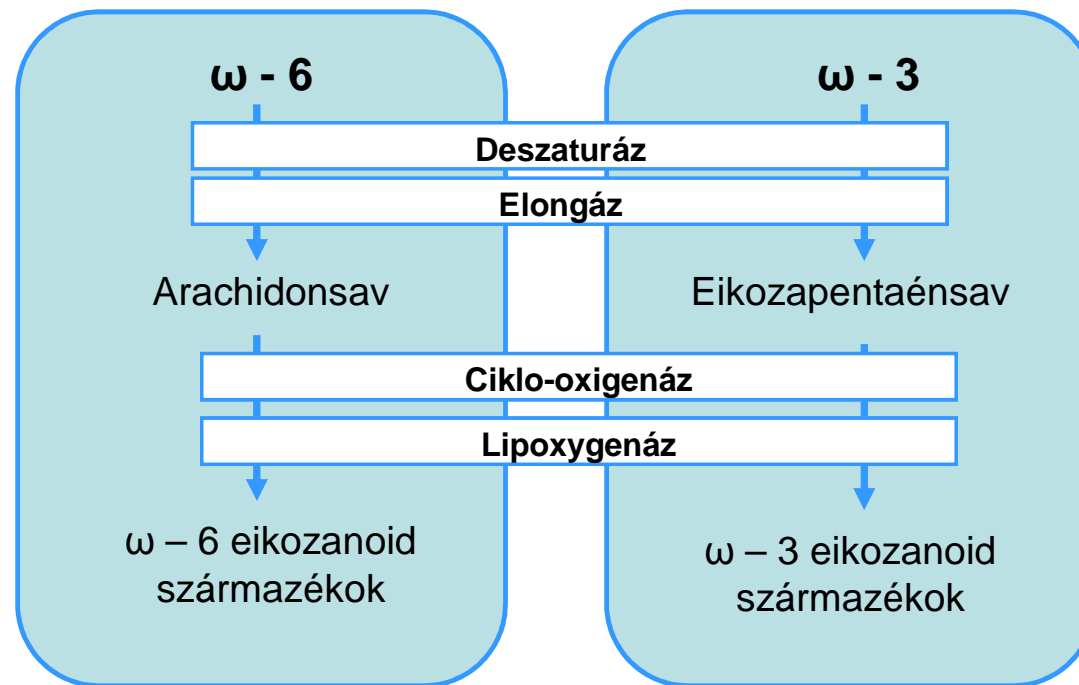 ω - 6
ω - 3
Deszaturáz
Elongáz
Arachidonsav
Eikozapentaénsav
Ciklo-oxigenáz
Lipoxygenáz
ω – 6 eikozanoid
származékok
ω – 3 eikozanoid
származékok